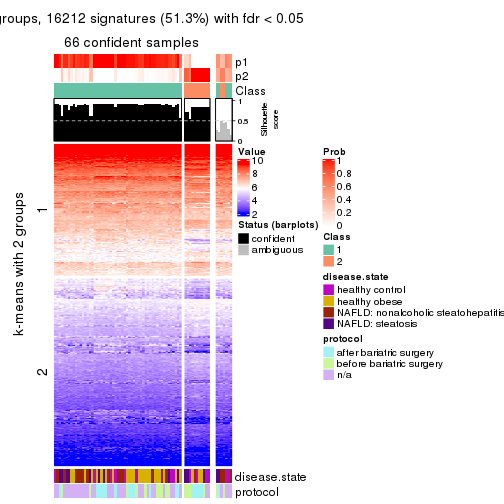 groups, 16212 signatures (51.3%) with fdr < 0.05
66 confident samples
p1
p2
Class
1
0.5
0
Silhouette
score
k-means with 2 groups
1
2
Value
10
8
6
4
2
Status (barplots)
confident
ambiguous
Prob
1
0.8
0.6
0.4
0.2
0
Class
1
2
disease.state
healthy control
healthy obese
NAFLD: nonalcoholic steatohepatitis
NAFLD: steatosis
protocol
after bariatric surgery
before bariatric surgery
n/a
disease.state
protocol